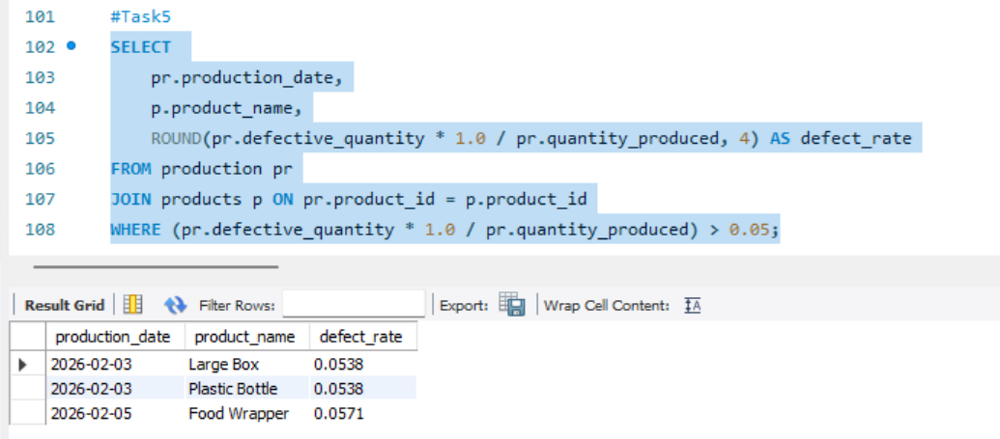 101 #Task5
102 SELECT
103 pr.production_date,
104 p.product_name,
105 ROUND(pr.defective_quantity * 1.0 / pr.quantity_produced, 4) AS defect_rate
106 FROM production pr
107 JOIN products p ON pr.product_id = p.product_id
108 WHERE (pr.defective_quantity * 1.0 / pr.quantity_produced) > 0.05;
Result Grid Filter Rows: Export: Wrap Cell Content: IA
production_date product_name defect_rate
2026-02-03 Large Box 0.0538
2026-02-03 Plastic Bottle 0.0538
2026-02-05 Food Wrapper 0.0571